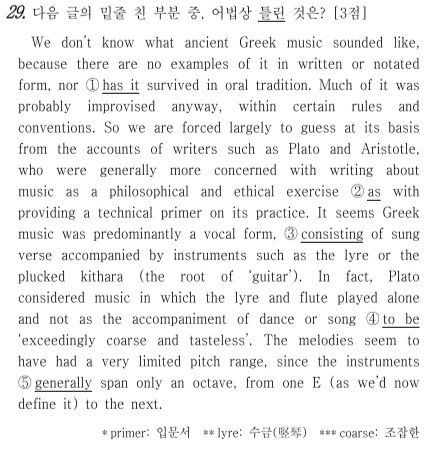 29. 다음 글의 밑줄 친 부분 중, 어법상 틀린 것은? [3점]
We don't know what ancient Greek music sounded like,
because there are no examples of it in written or notated
form, nor ① has it survived in oral tradition. Much of it was
probably improvised anyway, within certain rules and
conventions. So we are forced largely to guess at its basis
from the accounts of writers such as Plato and Aristotle,
who were generally more concerned with writing about
music as a philosophical and ethical exercise ② as with
providing a technical primer on its practice. It seems Greek
music was predominantly a vocal form, ③ consisting of sung
verse accompanied by instruments such as the lyre or the
plucked kithara (the root of ‘guitar’). In fact, Plato
considered music in which the lyre and flute played alone
and not as the accompaniment of dance or song ④ to be
‘exceedingly coarse and tasteless’. The melodies seem to
have had a very limited pitch range, since the instruments
⑤ generally span only an octave, from one E (as we'd now
define it) to the next.
* primer: 입문서 ** lyre: 수금(竪琴) *** coarse: 조잡한